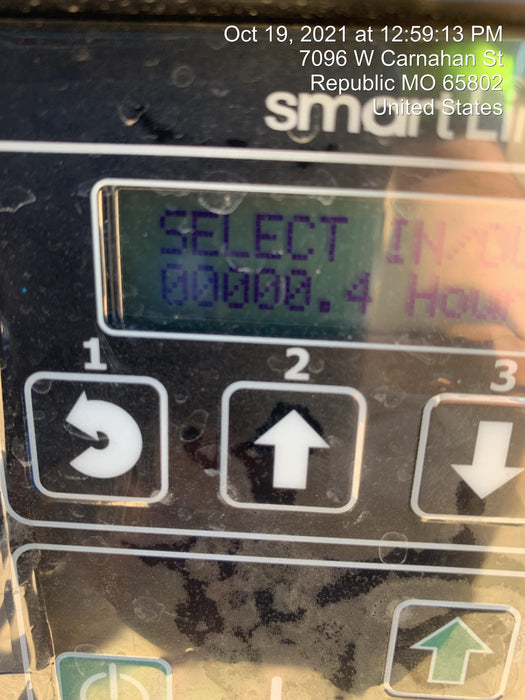 Oct 19, 2021 at 12:59:13 PM
7096 W Carnahan St
Republic MO 65802
United States
smart
SELECT
00000.4
1 2 3